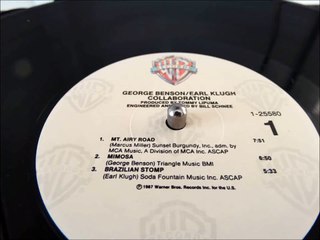 GEORGE BENSON/EARL KLUGH
COLLABORATION
PRODUCED BY TOMMY LIPUMA
ENGINEERED AND MIXED BY BILL SCHNEE
1-25580
1
1. MT. AIRY ROAD 7:51
(Marcus Miller) Sunset Burgundy, Inc., adm. by
MCA Music, A Division of MCA Inc. ASCAP
2. MIMOSA 6:50
(George Benson) Triangle Music BMI
3. BRAZILIAN STOMP 5:33
(Earl Klugh) Soda Fountain Music Inc. ASCAP
℗1987 Warner Bros. Records Inc. for the U.S.